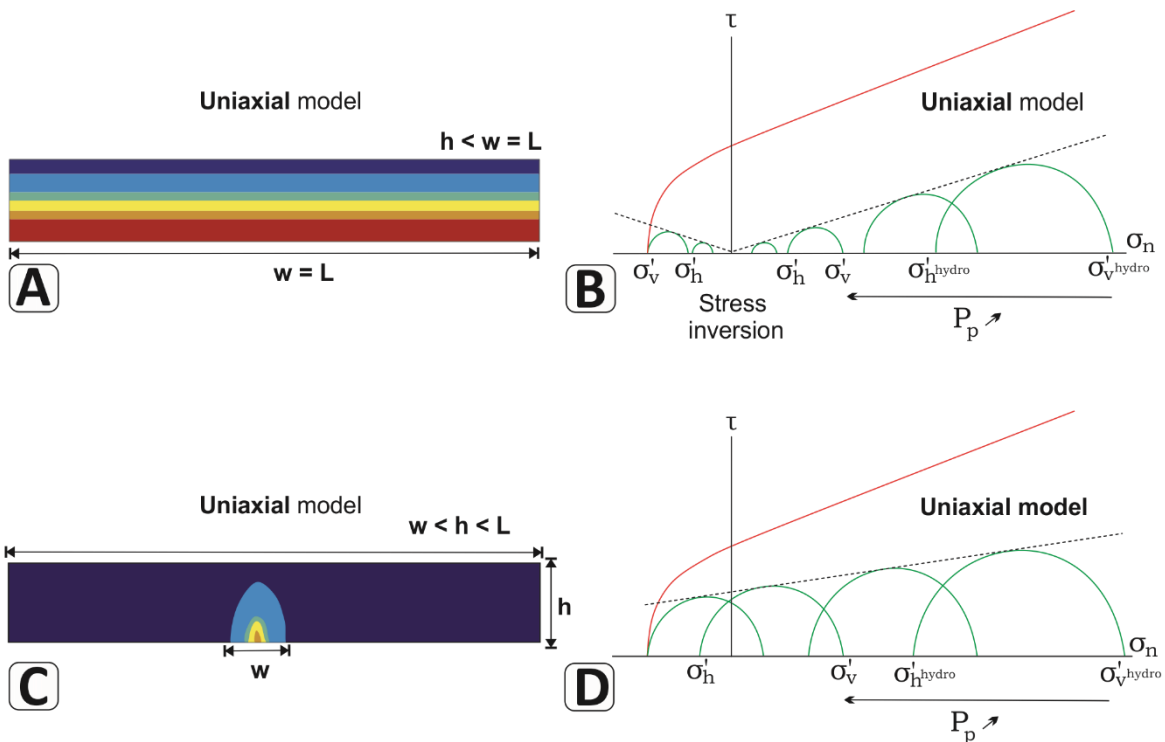 Uniaxial model
h < w = L
w = L
A
τ
Uniaxial model
σn
σ'v σ'h σ'h σ'v σ'h hydro σ'v hydro
Stress
inversion
Pp ↗
B
Uniaxial model
w < h < L
h
w
C
τ
Uniaxial model
σn
σ'h σ'v σ'h hydro σ'v hydro
Pp ↗
D